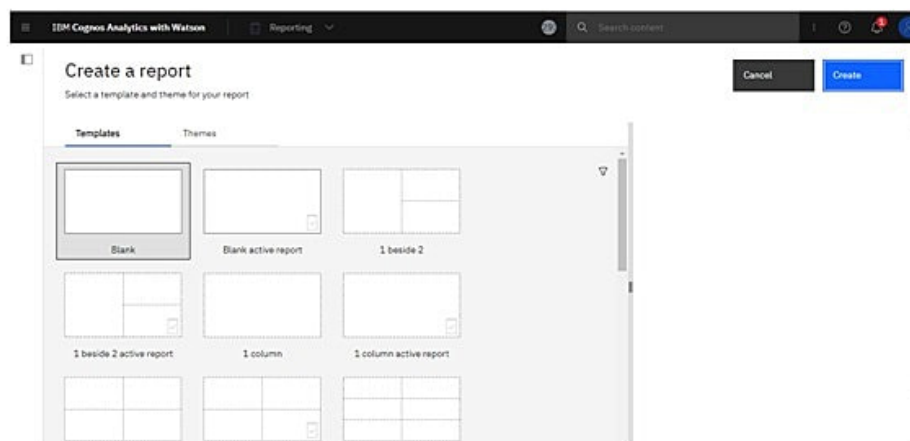 IBM Cognos Analytics with Watson
Reporting
Search content
1
Create a report
Select a template and theme for your report
Cancel
Create
Templates
Themes
Blank
Blank active report
1 beside 2
1 beside 2 active report
1 column
1 column active report